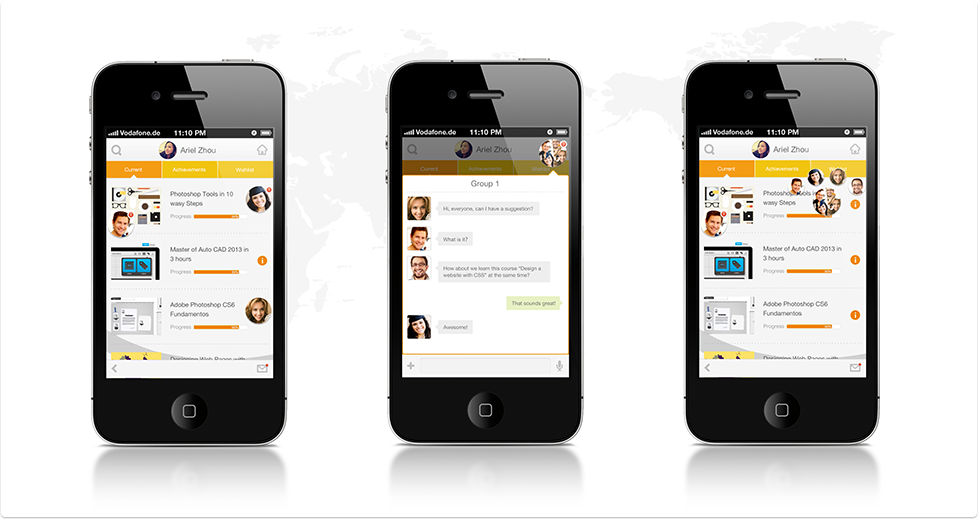 Vodafone.de 11:10 PM
Ariel Zhou
Current Achievements Wishlist
Photoshop Tools in 10
wasy Steps
Progress
Master of Auto CAD 2013 in
3 hours
Progress
Adobe Photoshop CS6
Fundamentos
Progress
Designing Web Pages with
Vodafone.de 11:10 PM
Ariel Zhou
Current Achievements
Group 1
Hi, everyone, can I have a suggestion?
What is it?
How about we learn this course "Design a
website with CSS" at the same time?
That sounds great!
Awesome!
Vodafone.de 11:10 PM
Ariel Zhou
Current Achievements
Photoshop Tools in 10
wasy Steps
Progress
Master of Auto CAD 2013 in
3 hours
Progress
Adobe Photoshop CS6
Fundamentos
Progress
Designing Web Pages with